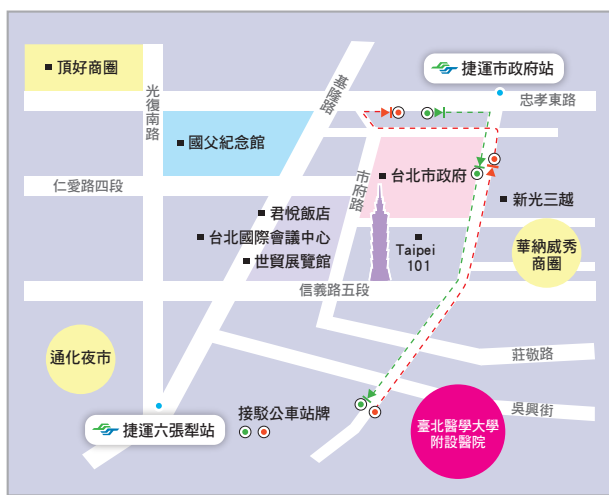 頂好商圈
光復南路
基隆路
捷運市政府站
忠孝東路
國父紀念館
仁愛路四段
市府路
台北市政府
新光三越
君悅飯店
台北國際會議中心
世貿展覽館
Taipei
101
華納威秀
商圈
信義路五段
通化夜市
莊敬路
吳興街
捷運六張犁站
接駁公車站牌
臺北醫學大學
附設醫院